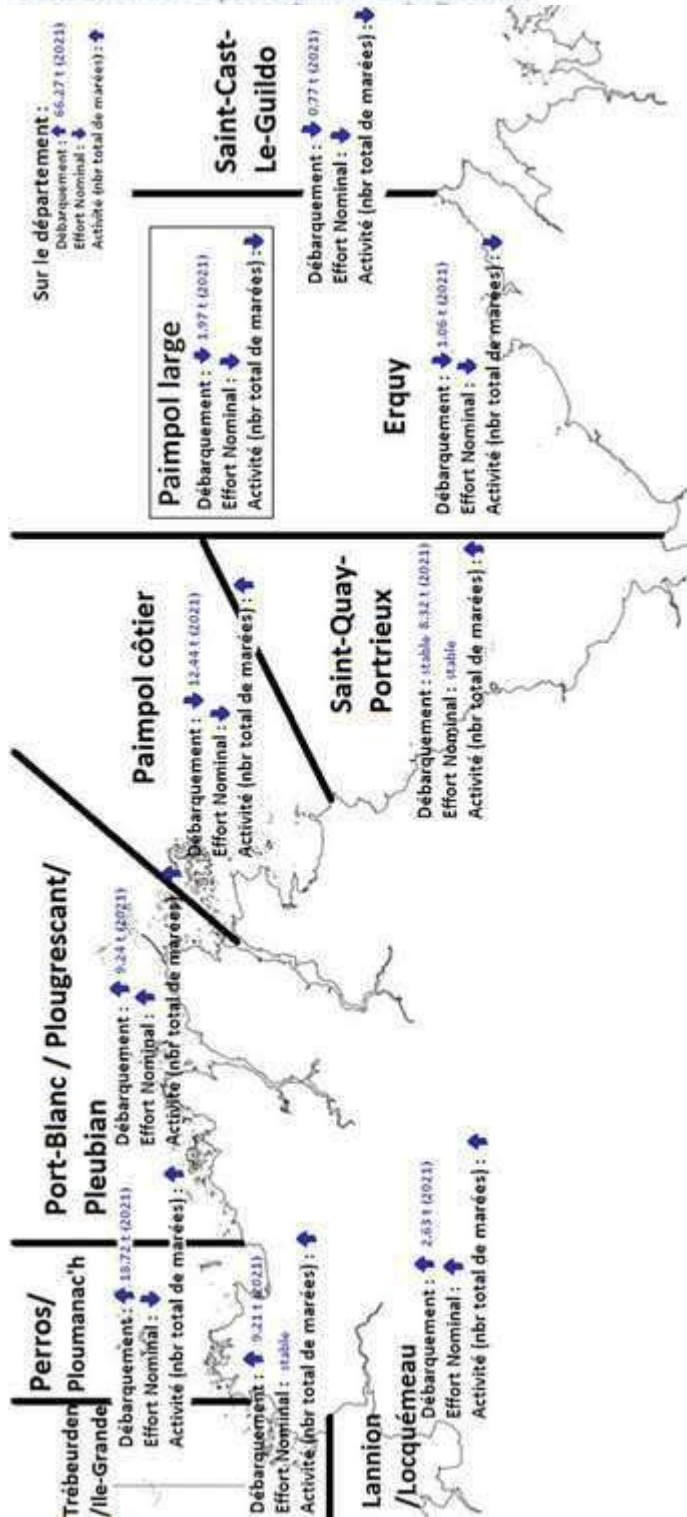 Sur le département :
Débarquement : ⬆ 66.27 t (2021)
Effort Nominal : ⬇
Activité (nbr total de marées) : ⬆
Perros/
Ploumanac'h
Débarquement : ⬆ 18.72 t (2021)
Effort Nominal : ⬇
Activité (nbr total de marées) : ⬆
Trébeurden
/Ile-Grande
Débarquement : ⬆ 9.21 t (2021)
Effort Nominal : stable
Activité (nbr total de marées) : ⬆
Lannion
/Locquémeau
Débarquement : ⬆ 2.63 t (2021)
Effort Nominal : ⬆
Activité (nbr total de marées) : ⬆
Port-Blanc / Plougrescant/
Pleubian
Débarquement : ⬆ 9.24 t (2021)
Effort Nominal : ⬆
Activité (nbr total de marées) : ⬆
Paimpol côtier
Débarquement : ⬇ 12.44 t (2021)
Effort Nominal : ⬇
Activité (nbr total de marées) : ⬆
Saint-Quay-
Portrieux
Débarquement : stable 8.32 t (2021)
Effort Nominal : stable
Activité (nbr total de marées) : ⬆
Paimpol large
Débarquement : ⬇ 1.97 t (2021)
Effort Nominal : ⬇
Activité (nbr total de marées) : ⬇
Erquy
Débarquement : ⬇ 1.06 t (2021)
Effort Nominal : ⬇
Activité (nbr total de marées) : ⬇
Saint-Cast-
Le-Guildo
Débarquement : ⬇ 0.77 t (2021)
Effort Nominal : ⬇
Activité (nbr total de marées) : ⬇